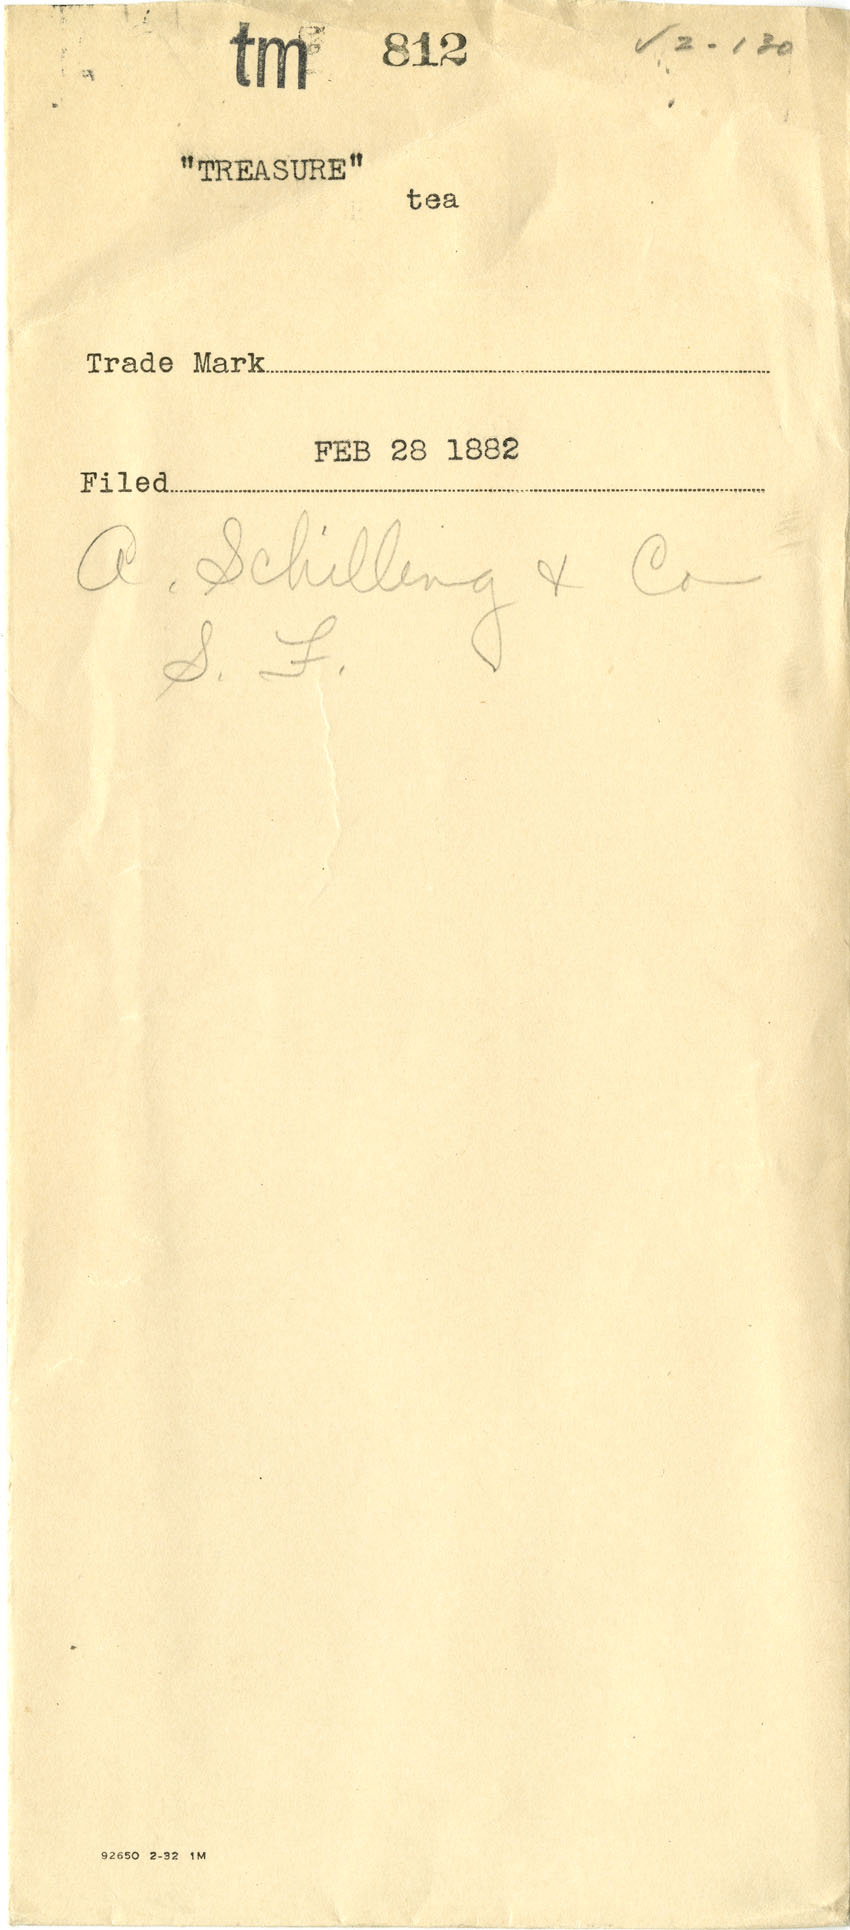 tm 812 √2-130
"TREASURE"
tea
Trade Mark
FEB 28 1882
Filed
A. Schilling & Co
S. F.
92650 2-32 1M